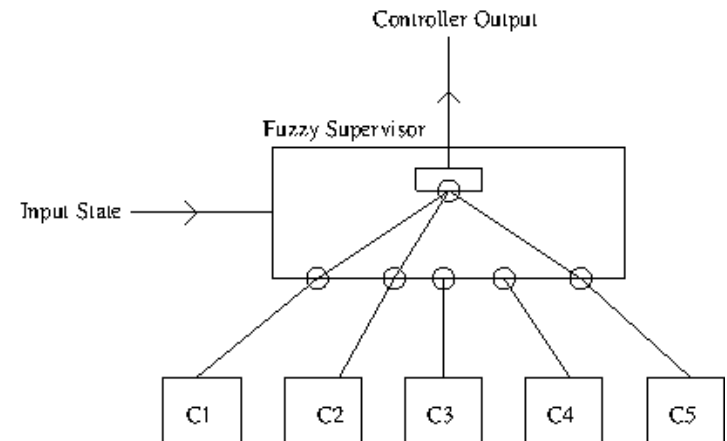 Controller Output
Fuzzy Supervisor
Input State
C1 C2 C3 C4 C5